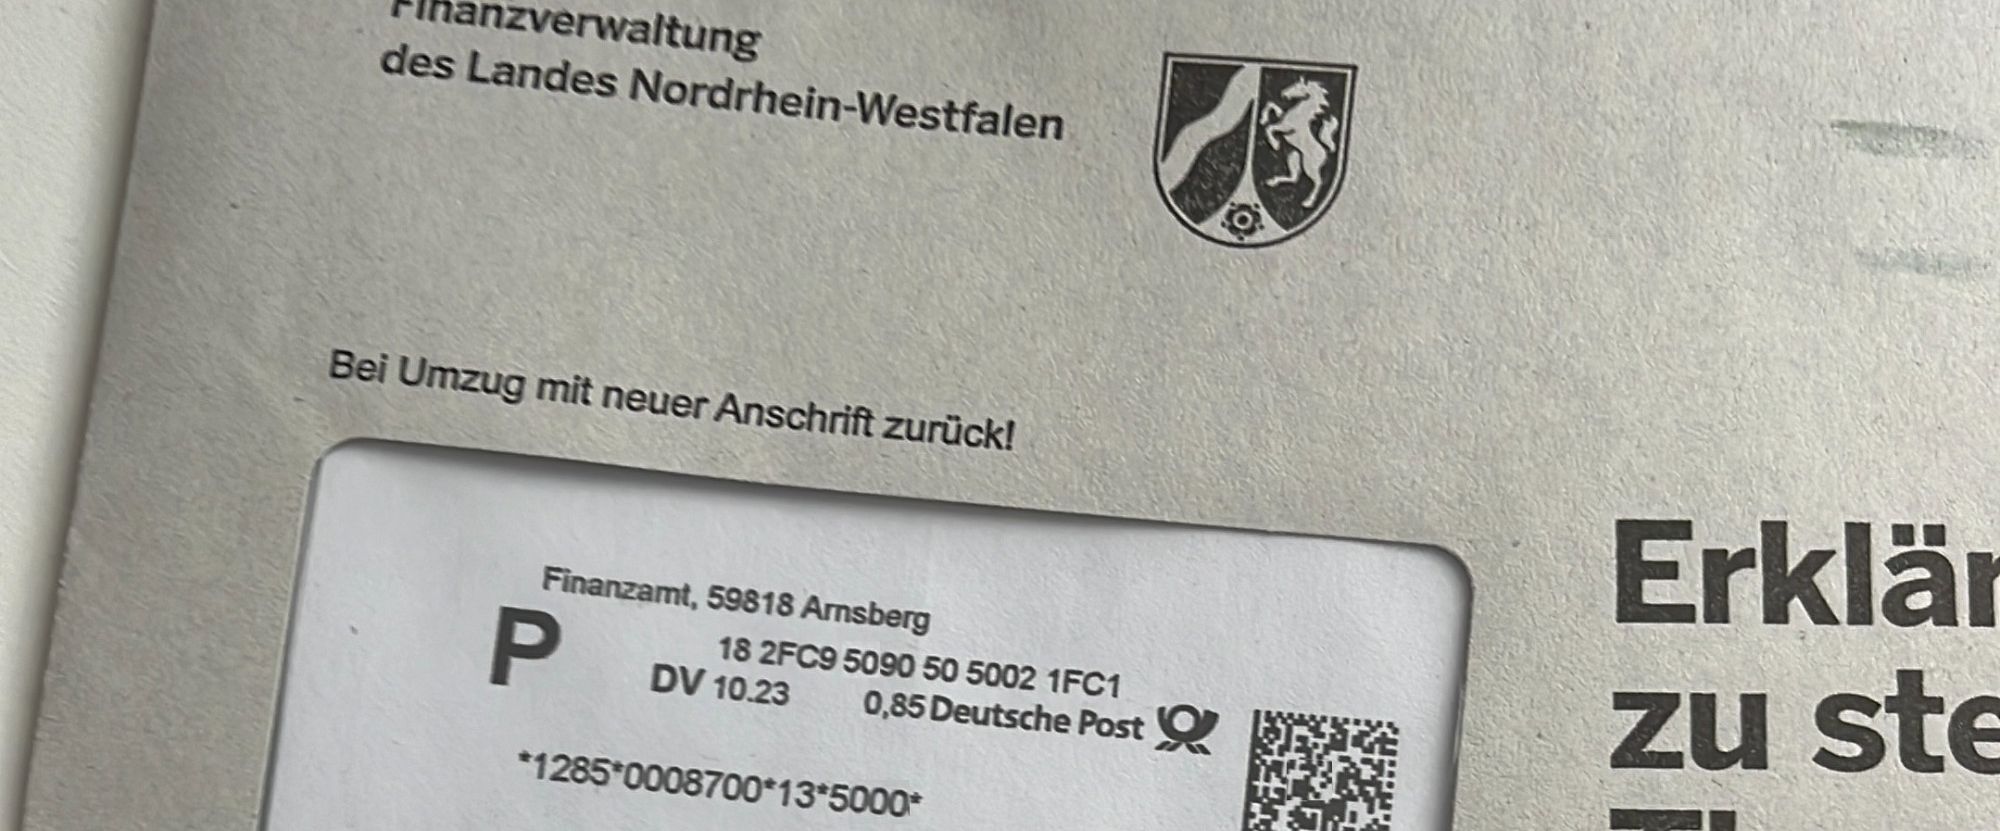 Finanzverwaltung
des Landes Nordrhein-Westfalen
Bei Umzug mit neuer Anschrift zurück!
Finanzamt, 59818 Arnsberg
P
18 2FC9 5090 50 5002 1FC1
DV 10.23 0,85 Deutsche Post
*1285*0008700*13*5000*
Erklär
zu ste